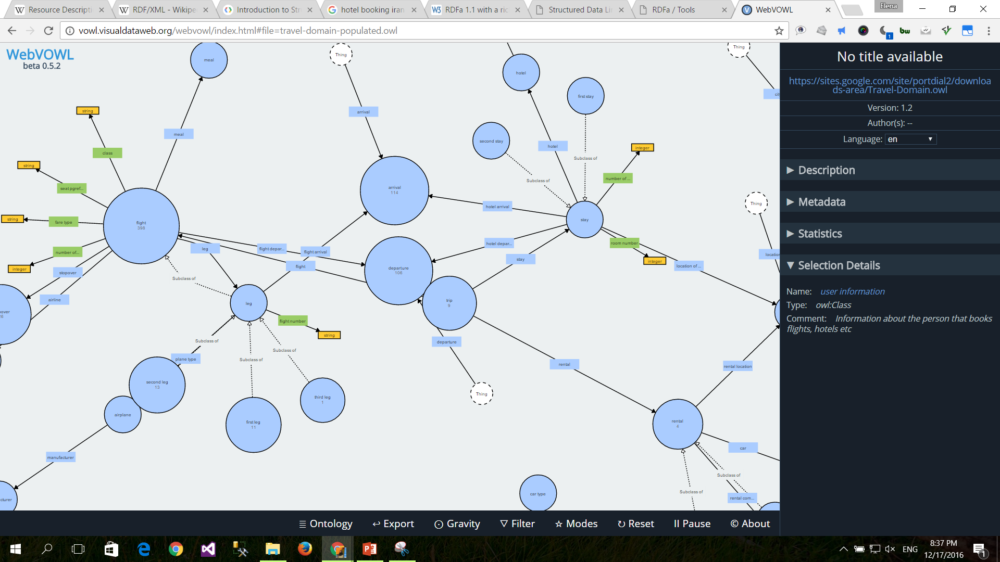 Resource Descripti
RDF/XML - Wikipe
Introduction to Str
hotel booking iran
RDFa 1.1 with a ric
Structured Data Li
RDFa / Tools
WebVOWL
Elena
vowl.visualdataweb.org/webvowl/index.html#file=travel-domain-populated.owl
1
bw
WebVOWL
beta 0.5.2
meal
Thing
hotel
Thing
first stay
string
arrival
meal
second stay
hotel
integer
class
Subclass of
string
number of ...
Subclass of
seat pgref...
arrival
114
hotel arrival
Thing
string
fare type
flight
398
stay
number of...
leg
flight depar...
flight arrival
hotel depar...
room number
stay
integer
location of ...
integer
stopover
flight
departure
106
Subclass of
airline
leg
trip
9
flight number
string
Subclass of
departure
Subclass of
plane type
Subclass of
rental
rental location
second leg
13
Thing
third leg
1
airplane
first leg
11
rental
4
manufacturer
car
Subclass of
car type
Subclass of
rental com...
cturer
No title available
https://sites.google.com/site/portdial2/downloa
ds-area/Travel-Domain.owl
Version: 1.2
Author(s): --
Language: en
Description
Metadata
Statistics
Selection Details
Name: user information
Type: owl:Class
Comment: Information about the person that books
flights, hotels etc
Ontology
Export
Gravity
Filter
Modes
Reset
Pause
© About
ENG
8:37 PM
12/17/2016
1